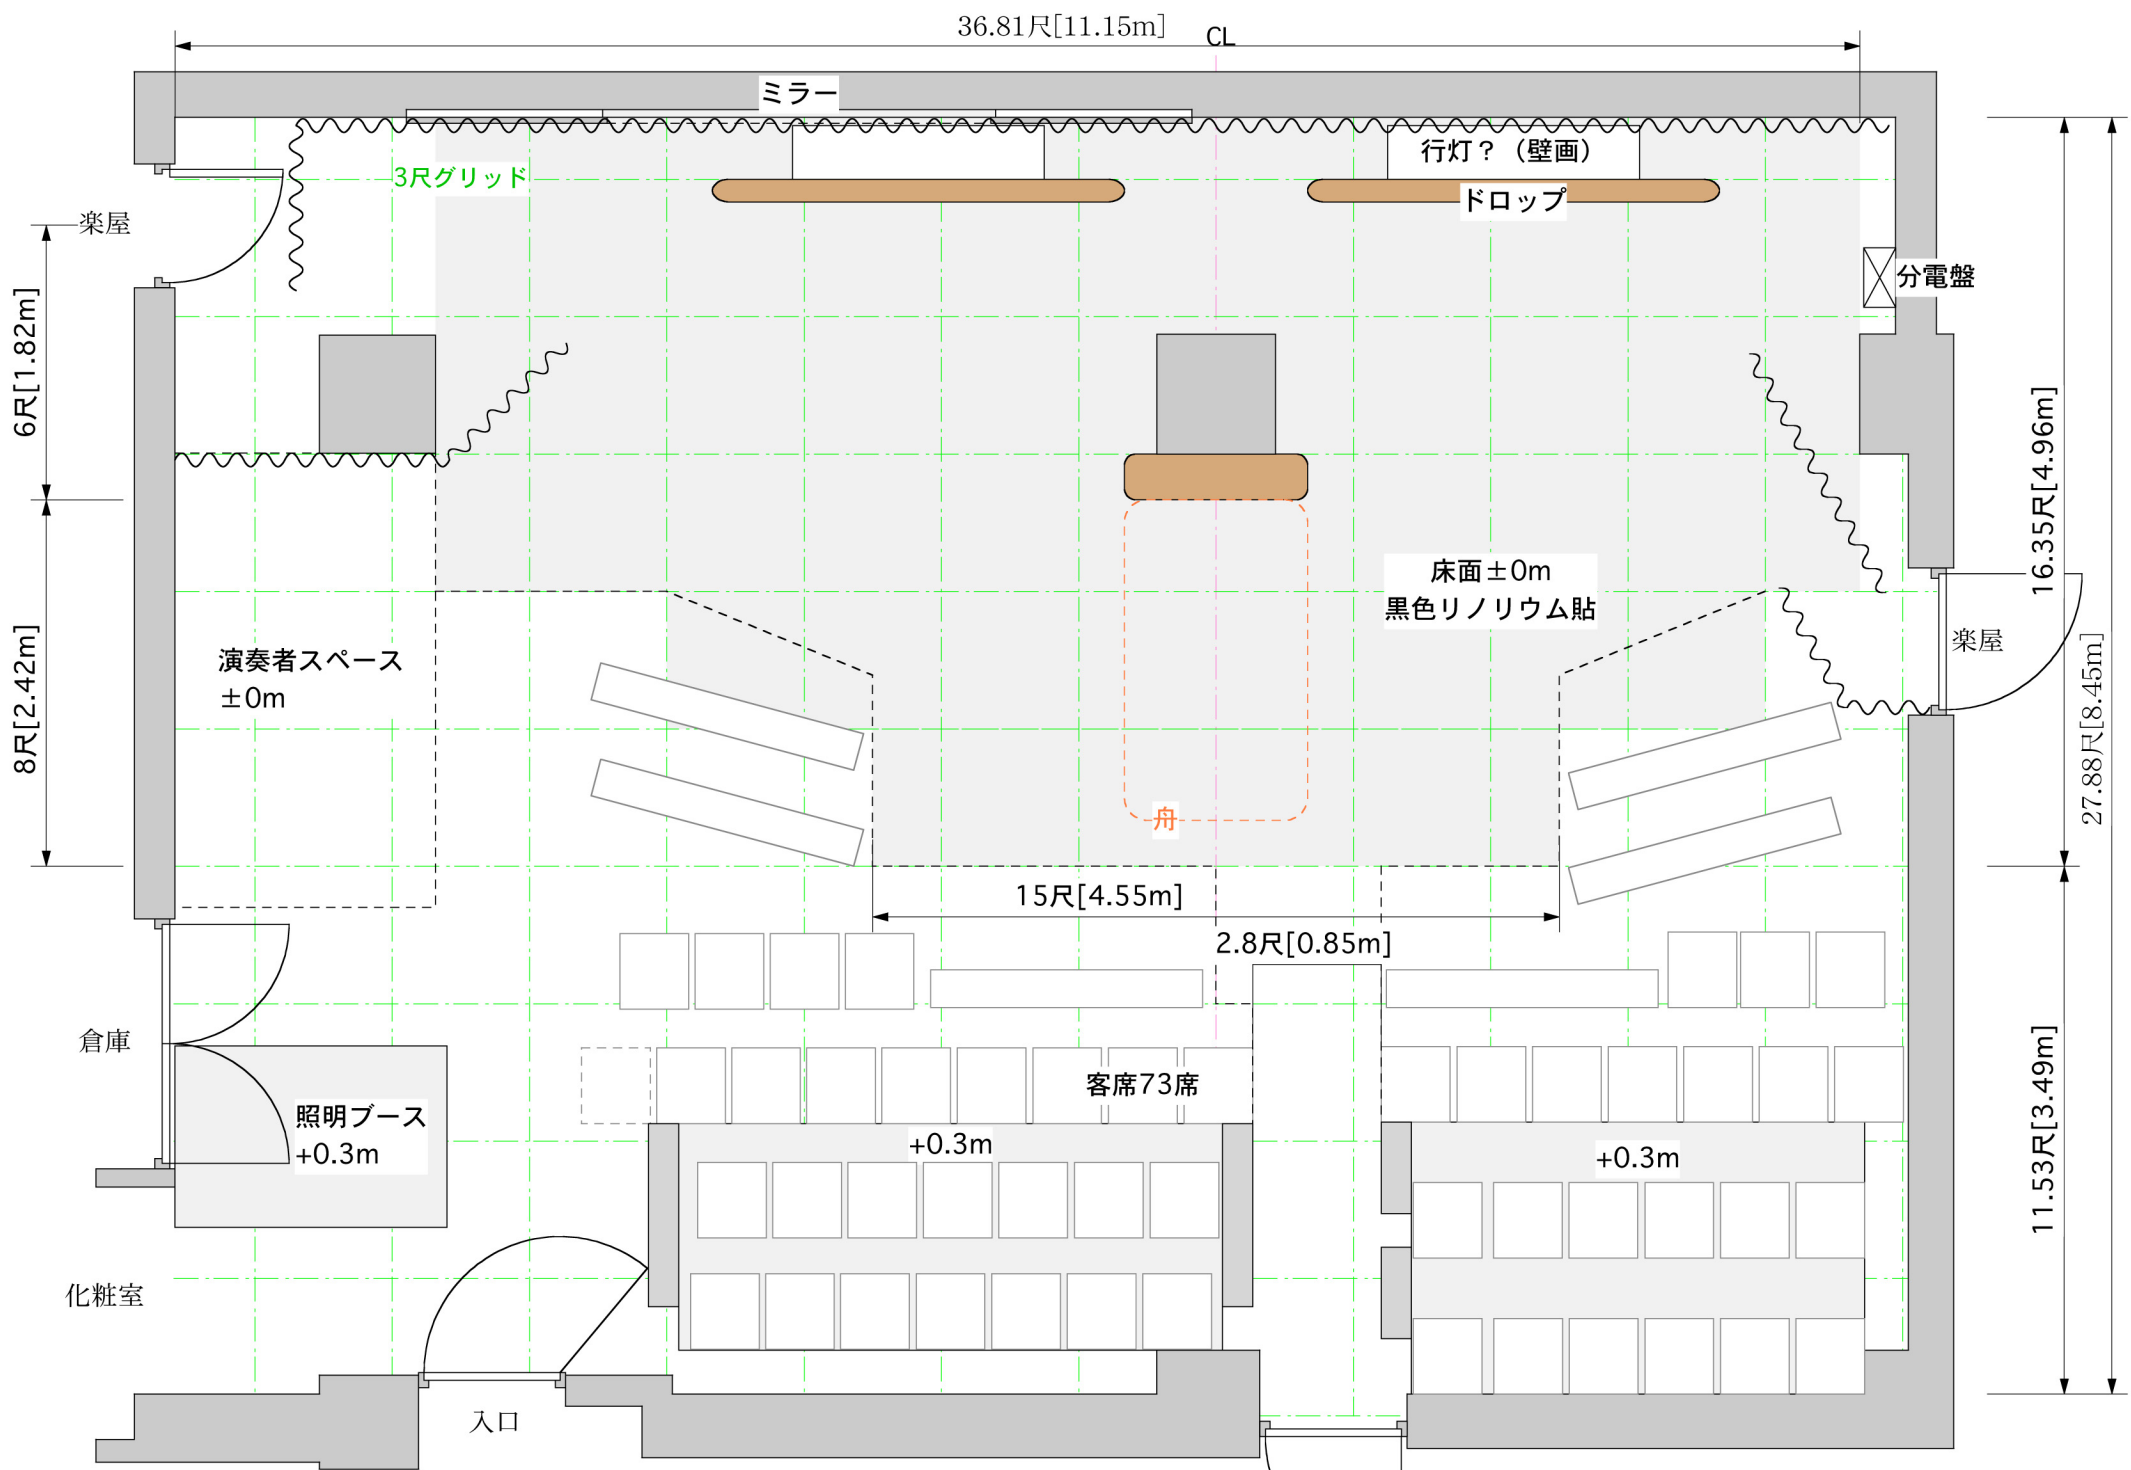 36.81尺[11.15m]
CL
ミラー
行灯？（壁画）
3尺グリッド
ドロップ
楽屋
分電盤
6尺[1.82m]
16.35尺[4.96m]
床面±0m
黒色リノリウム貼
演奏者スペース
±0m
楽屋
8尺[2.42m]
27.88尺[8.45m]
舟
15尺[4.55m]
2.8尺[0.85m]
倉庫
客席73席
照明ブース
+0.3m
+0.3m
+0.3m
11.53尺[3.49m]
化粧室
入口